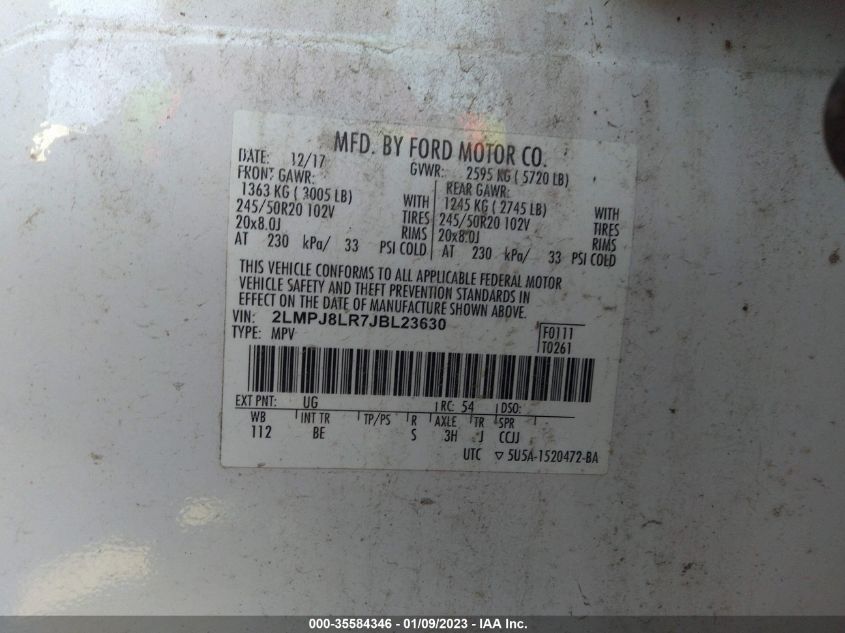 MFD. BY FORD MOTOR CO.
DATE: 12/17 GVWR: 2595 KG ( 5720 LB)
FRONT GAWR: REAR GAWR:
1363 KG ( 3005 LB) WITH 1245 KG ( 2745 LB) WITH
245/50R20 102V TIRES 245/50R20 102V TIRES
20x8.0J RIMS 20x8.0J RIMS
AT 230 kPa/ 33 PSI COLD AT 230 kPa/ 33 PSI COLD
THIS VEHICLE CONFORMS TO ALL APPLICABLE FEDERAL MOTOR
VEHICLE SAFETY AND THEFT PREVENTION STANDARDS IN
EFFECT ON THE DATE OF MANUFACTURE SHOWN ABOVE.
VIN: 2LMPJ8LR7JBL23630
TYPE: MPV F0111
T0261
EXT PNT: UG RC: 54 DSO:
WB INT TR TP/PS R AXLE TR SPR
112 BE S 3H J CCJJ
UTC ▽ 5U5A-1520472-BA
000-35584346 - 01/09/2023 - IAA Inc.